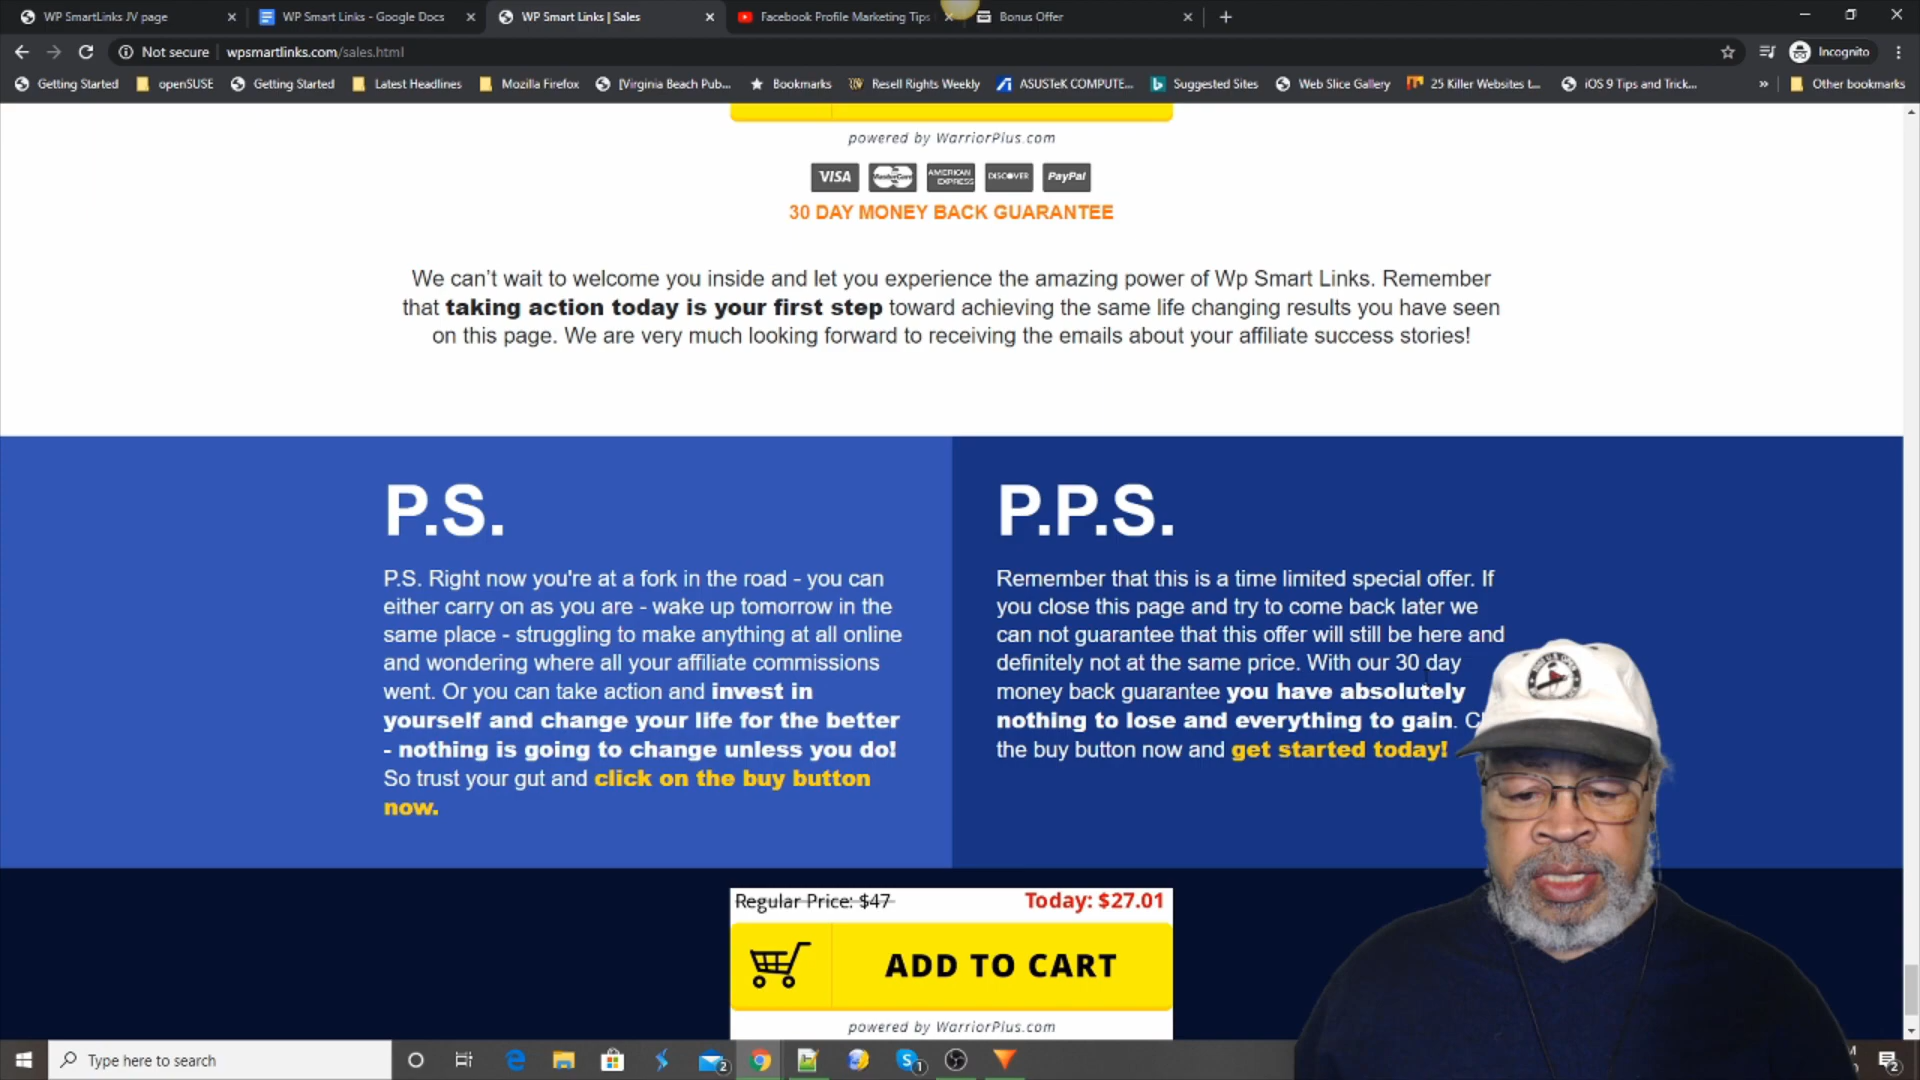 WP SmartLinks JV page
WP Smart Links - Google Docs
WP Smart Links | Sales
Facebook Profile Marketing Tips
Bonus Offer
Not secure
wpsmartlinks.com/sales.html
Incognito
Getting Started
openSUSE
Getting Started
Latest Headlines
Mozilla Firefox
[Virginia Beach Pub...
Bookmarks
Resell Rights Weekly
ASUSTeK COMPUTE...
Suggested Sites
Web Slice Gallery
25 Killer Websites t...
iOS 9 Tips and Trick...
»
Other bookmarks
powered by WarriorPlus.com
VISA
MasterCard
AMERICAN EXPRESS
DISCOVER
PayPal
30 DAY MONEY BACK GUARANTEE
We can't wait to welcome you inside and let you experience the amazing power of Wp Smart Links. Remember
that taking action today is your first step toward achieving the same life changing results you have seen
on this page. We are very much looking forward to receiving the emails about your affiliate success stories!
P.S.
P.S. Right now you're at a fork in the road - you can
either carry on as you are - wake up tomorrow in the
same place - struggling to make anything at all online
and wondering where all your affiliate commissions
went. Or you can take action and invest in
yourself and change your life for the better
- nothing is going to change unless you do!
So trust your gut and click on the buy button
now.
P.P.S.
Remember that this is a time limited special offer. If
you close this page and try to come back later we
can not guarantee that this offer will still be here and
definitely not at the same price. With our 30 day
money back guarantee you have absolutely
nothing to lose and everything to gain.
the buy button now and get started today!
Regular Price: $47
Today: $27.01
ADD TO CART
powered by WarriorPlus.com
Type here to search
2
1
2